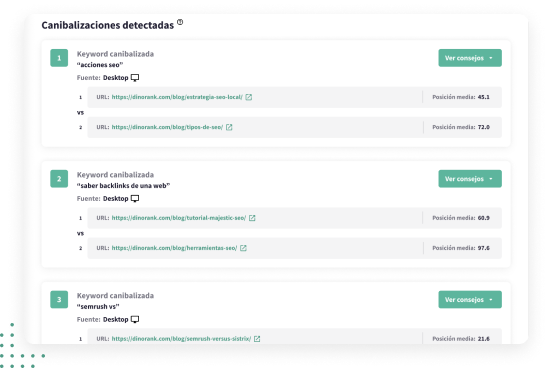 Canibalizaciones detectadas ?
1
Keyword canibalizada
Ver consejos
"acciones seo"
Fuente: Desktop
1 URL: https://dinorank.com/blog/estrategia-seo-local/ Posición media: 45.1
vs
2 URL: https://dinorank.com/blog/tipos-de-seo/ Posición media: 72.0
2
Keyword canibalizada
Ver consejos
"saber backlinks de una web"
Fuente: Desktop
1 URL: https://dinorank.com/blog/tutorial-majestic-seo/ Posición media: 60.9
vs
2 URL: https://dinorank.com/blog/herramientas-seo/ Posición media: 97.6
3
Keyword canibalizada
Ver consejos
"semrush vs"
Fuente: Desktop
1 URL: https://dinorank.com/blog/semrush-versus-sistrix/ Posición media: 21.6